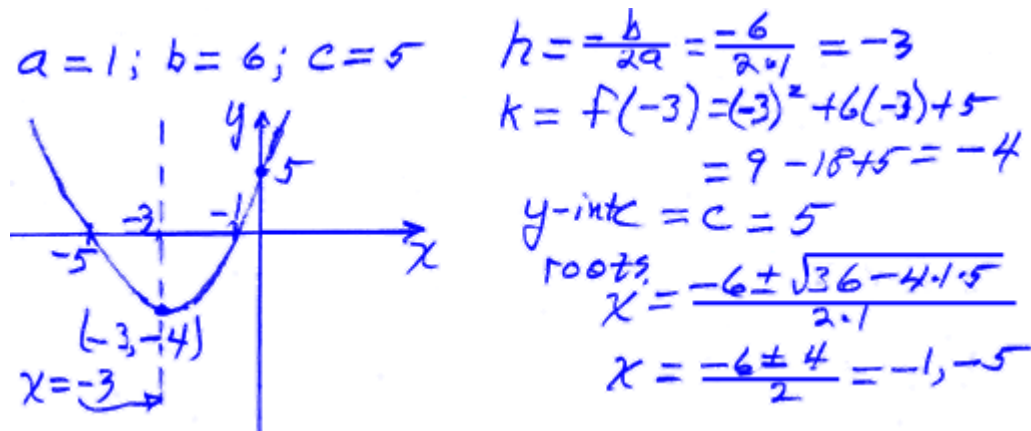 a = 1; b = 6; c = 5
y
5
-3
-1
-5
x
(-3, -4)
x = -3
h = -b/2a = -6/2·1 = -3
k = f(-3) = (-3)² + 6(-3) + 5
= 9 - 18 + 5 = -4
y-intc = c = 5
roots
x = -6 ± √36 - 4·1·5 / 2·1
x = -6 ± 4 / 2 = -1, -5